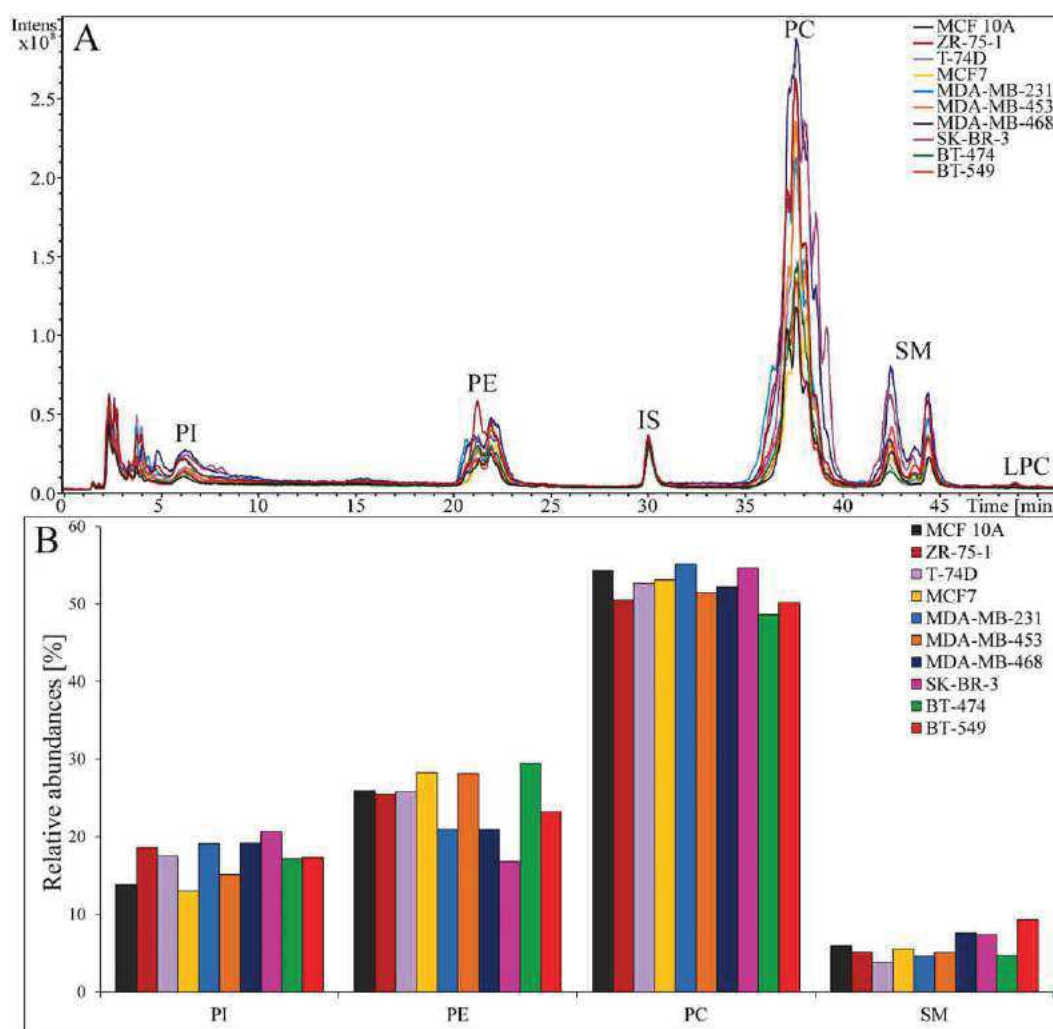 Intens
x10⁸
A
PC
MCF 10A
ZR-75-1
T-74D
MCF7
MDA-MB-231
MDA-MB-453
MDA-MB-468
SK-BR-3
BT-474
BT-549
2.5
2.0
1.5
1.0
0.5
0.0
PI
PE
IS
SM
LPC
0 5 10 15 20 25 30 35 40 45 Time [min
B
MCF 10A
ZR-75-1
T-74D
MCF7
MDA-MB-231
MDA-MB-453
MDA-MB-468
SK-BR-3
BT-474
BT-549
Relative abundances [%]
60
50
40
30
20
10
0
PI PE PC SM